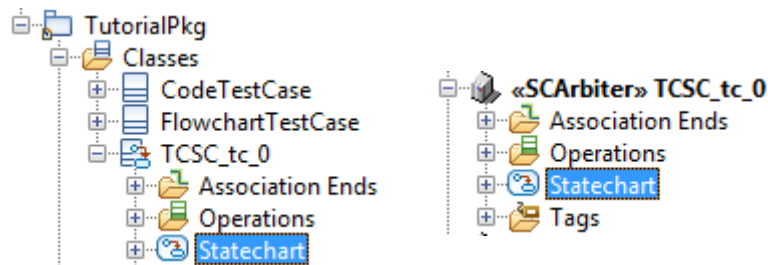 TutorialPkg
Classes
CodeTestCase
FlowchartTestCase
TCSC_tc_0
Association Ends
Operations
Statechart
«SCArbiter» TCSC_tc_0
Association Ends
Operations
Statechart
Tags